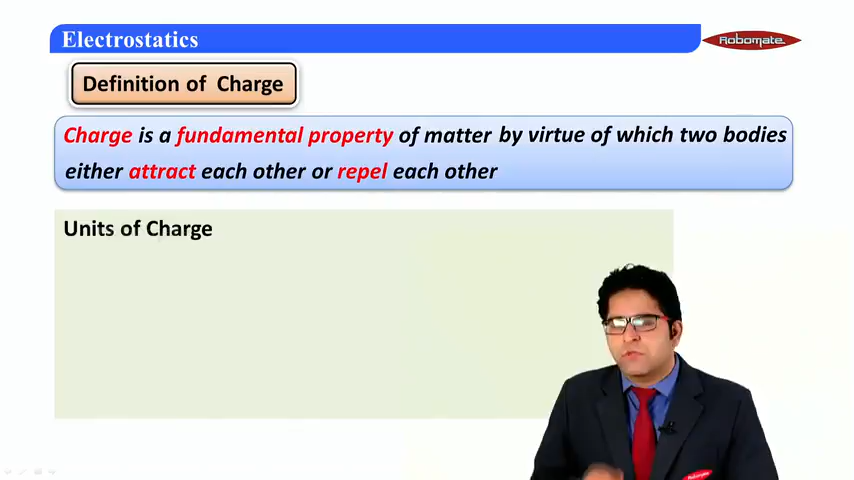 Electrostatics
Robomate
Definition of Charge
Charge is a fundamental property of matter by virtue of which two bodies
either attract each other or repel each other
Units of Charge
Robomate